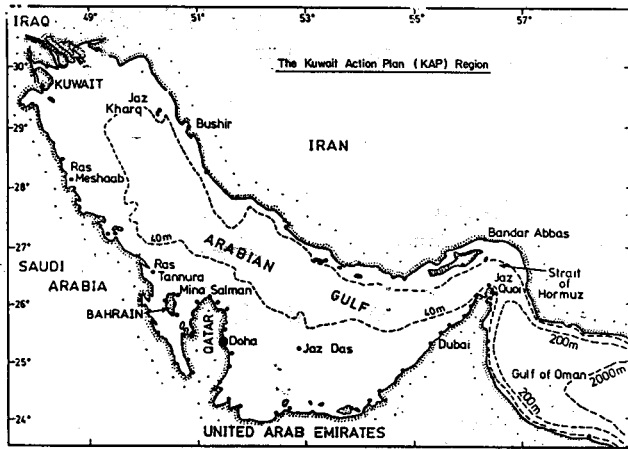 IRAQ
49° 51° 53° 55° 57°
The Kuwait Action Plan (KAP) Region
30°
KUWAIT
Jaz
Kharq
Bushir
29°
IRAN
Ras
Meshaab
28°
Bandar Abbas
27°
40m
ARABIAN
SAUDI
ARABIA
Ras
Tannura
Mina Salman
Strait
of
Hormuz
Jaz
Quoi
26°
GULF
40m
BAHRAIN
QATAR
Doha
Jaz Das
Dubai
200m
25°
Gulf of Oman
200m
2000m
24°
UNITED ARAB EMIRATES